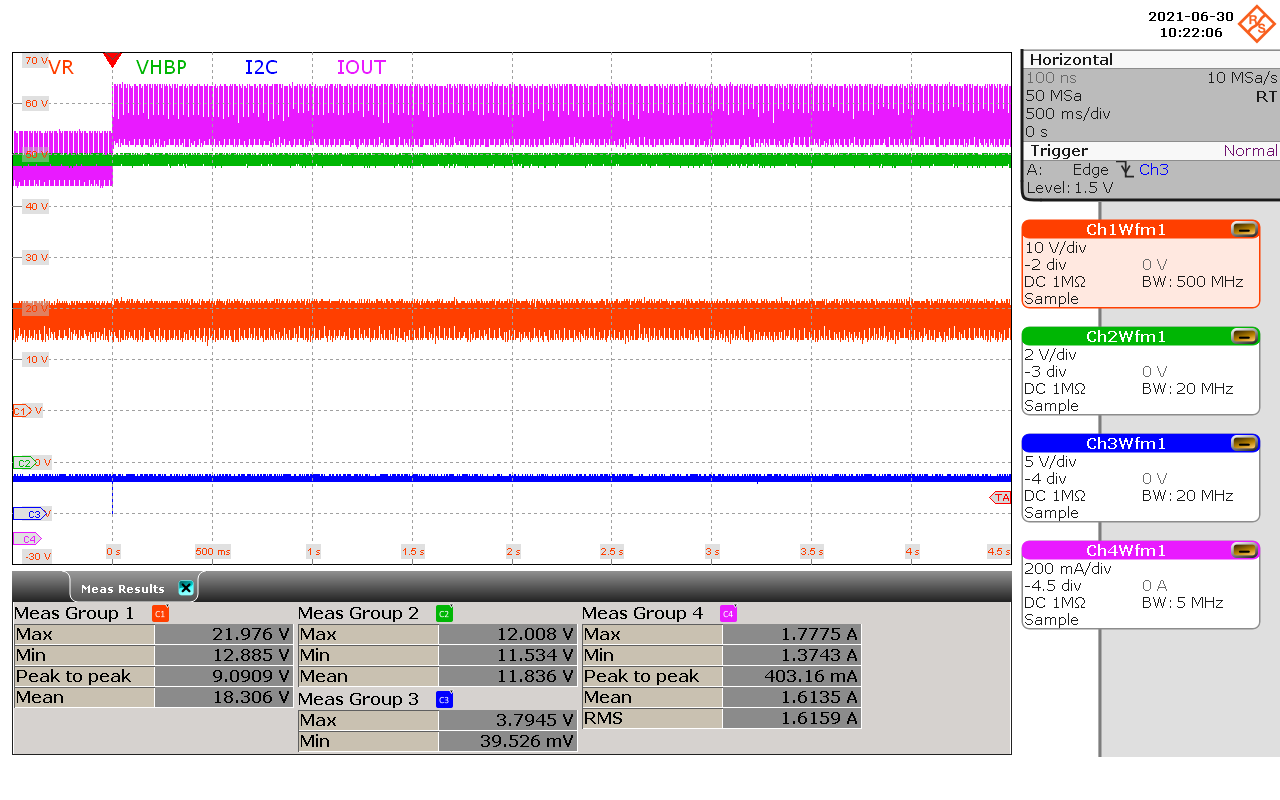 2021-06-30
10:22:06
R&S
VR VHBP I2C IOUT
70 V
60 V
40 V
30 V
20 V
10 V
C1 V
C2 0 V
C3 V
C4
-30 V
TA
0 s 500 ms 1 s 1.5 s 2 s 2.5 s 3 s 3.5 s 4 s 4.5 s
Horizontal
100 ns 10 MSa/s
50 MSa RT
500 ms/div
0 s
Trigger Normal
A: Edge Ch3
Level: 1.5 V
Ch1Wfm1
10 V/div
-2 div 0 V
DC 1MΩ BW: 500 MHz
Sample
Ch2Wfm1
2 V/div
-3 div 0 V
DC 1MΩ BW: 20 MHz
Sample
Ch3Wfm1
5 V/div
-4 div 0 V
DC 1MΩ BW: 20 MHz
Sample
Ch4Wfm1
200 mA/div
-4.5 div 0 A
DC 1MΩ BW: 5 MHz
Sample
Meas Results
Meas Group 1 C1
Max 21.976 V
Min 12.885 V
Peak to peak 9.0909 V
Mean 18.306 V
Meas Group 2 C2
Max 12.008 V
Min 11.534 V
Mean 11.836 V
Meas Group 3 C3
Max 3.7945 V
Min 39.526 mV
Meas Group 4 C4
Max 1.7775 A
Min 1.3743 A
Peak to peak 403.16 mA
Mean 1.6135 A
RMS 1.6159 A